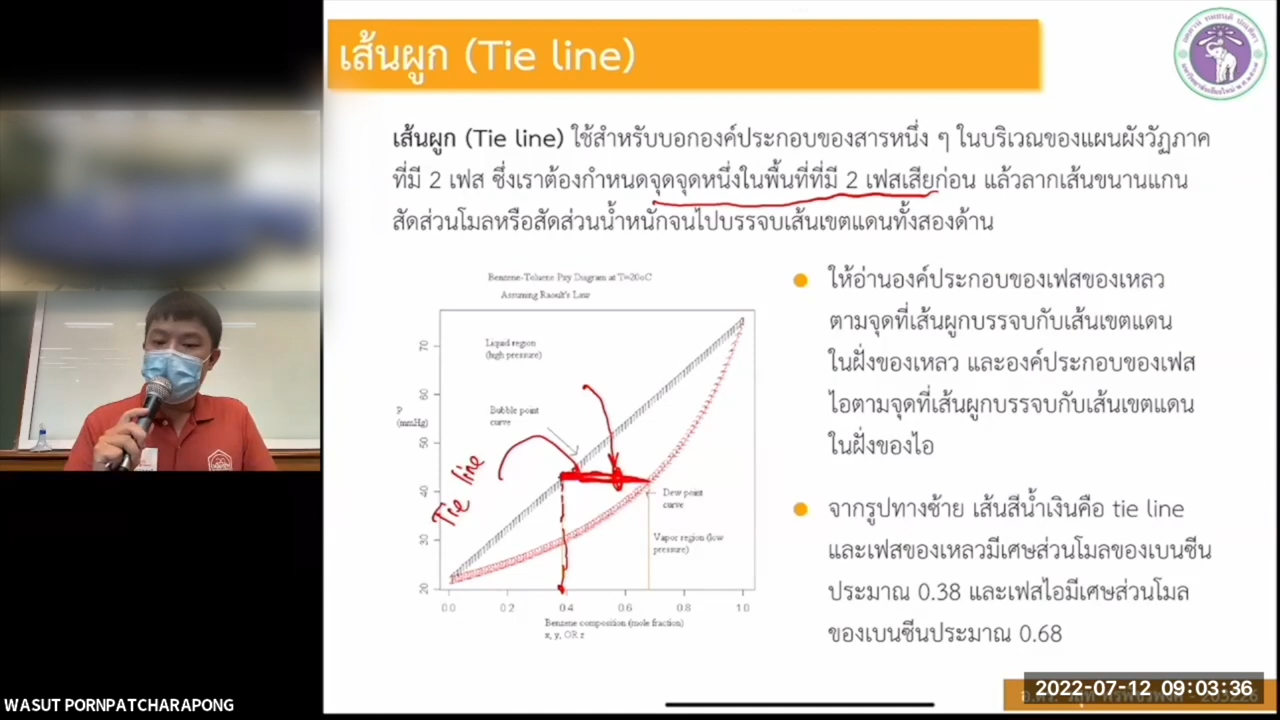 เส้นผูก (Tie line)
เส้นผูก (Tie line) ใช้สำหรับบอกองค์ประกอบของสารหนึ่ง ๆ ในบริเวณของแผนผังวัฏภาค
ที่มี 2 เฟส ซึ่งเราต้องกำหนดจุดจุดหนึ่งในพื้นที่ที่มี 2 เฟสเสียก่อน แล้วลากเส้นขนานแกน
สัดส่วนโมลหรือสัดส่วนน้ำหนักจนไปบรรจบเส้นเขตแดนทั้งสองด้าน
Benzene-Toluene Pxy Diagram at T=20oC
Assuming Raoult's Law
Liquid region
(high pressure)
Bubble point
curve
P
(mmHg)
70
60
50
40
30
20
Tie line
Dew point
curve
Vapor region (low
pressure)
0.0 0.2 0.4 0.6 0.8 1.0
Benzene composition (mole fraction)
x, y, OR z
ให้อ่านองค์ประกอบของเฟสของเหลว
ตามจุดที่เส้นผูกบรรจบกับเส้นเขตแดน
ในฝั่งของเหลว และองค์ประกอบของเฟส
ไอตามจุดที่เส้นผูกบรรจบกับเส้นเขตแดน
ในฝั่งของไอ
จากรูปทางซ้าย เส้นสีน้ำเงินคือ tie line
และเฟสของเหลวมีเศษส่วนโมลของเบนซีน
ประมาณ 0.38 และเฟสไอมีเศษส่วนโมล
ของเบนซีนประมาณ 0.68
2022-07-12 09:03:36
WASUT PORNPATCHARAPONG